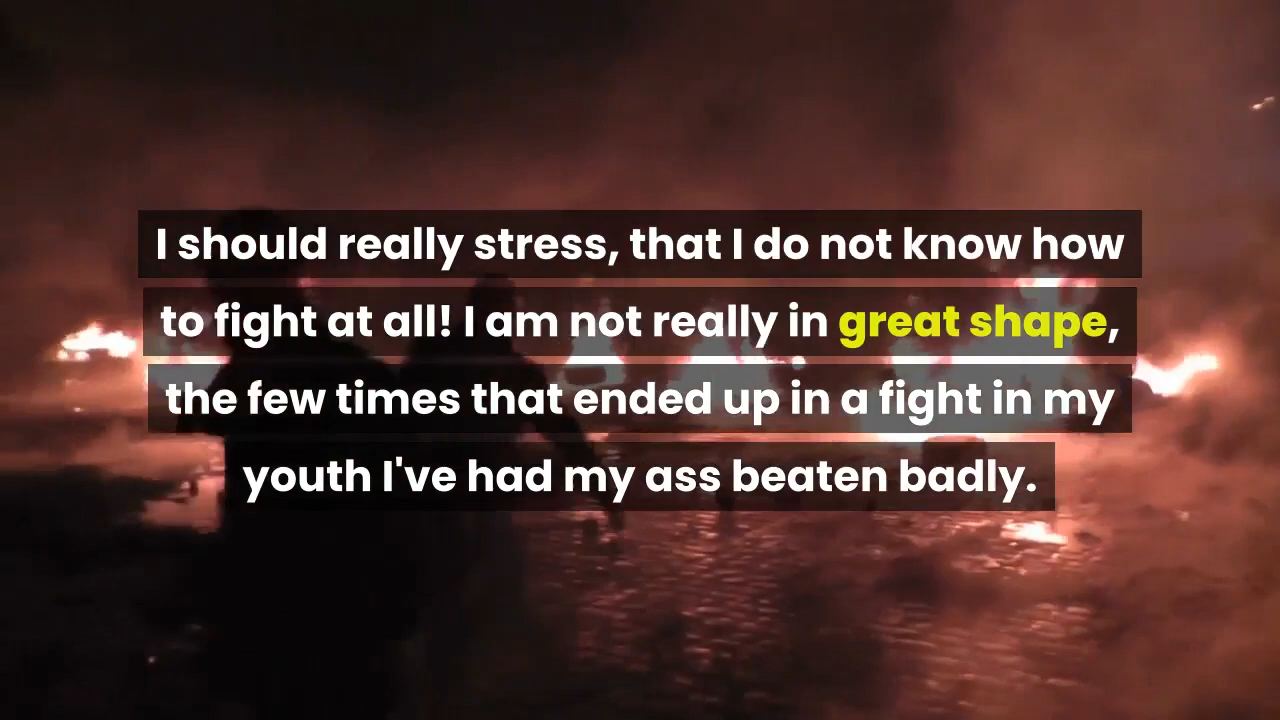 I should really stress, that I do not know how
to fight at all! I am not really in great shape,
the few times that ended up in a fight in my
youth I've had my ass beaten badly.